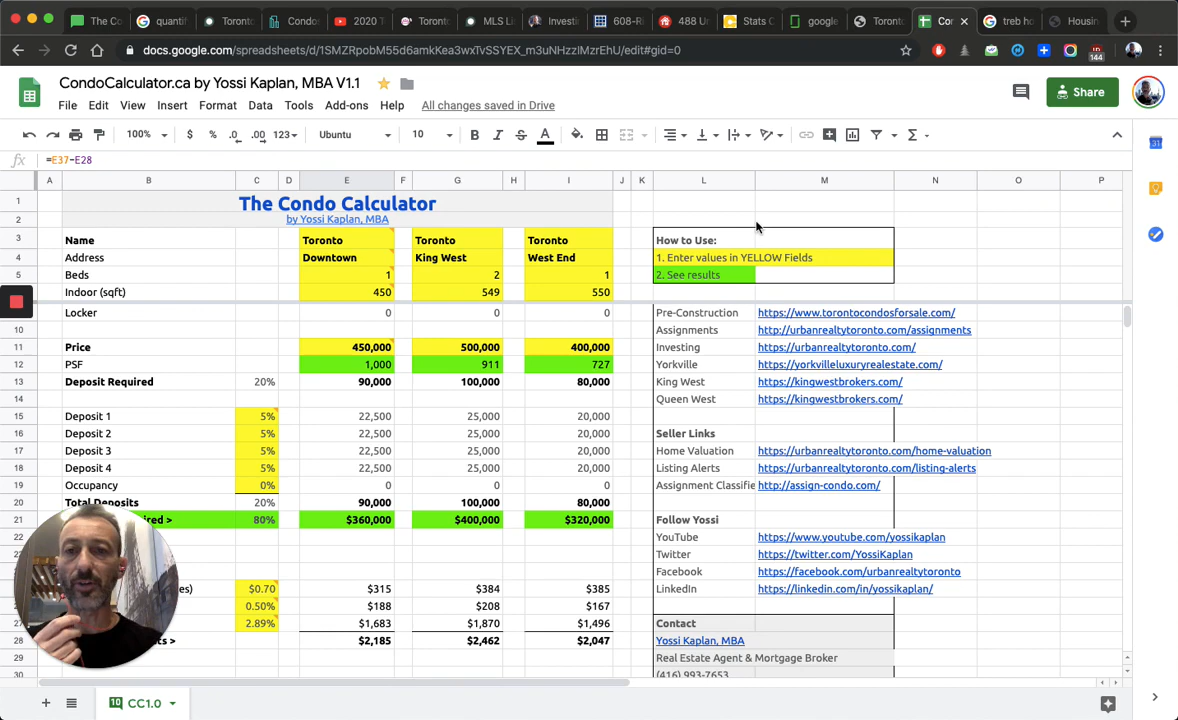 The Co
quantif
Toronto
Condos
2020 T
Toronto
MLS Li
Investi
608-R
488 Un
Stats C
google
Toronto
Con
treb ho
Housin
docs.google.com/spreadsheets/d/1SMZRpobM55d6amkKea3wxTvSSYEX_m3uNHzzlMzrEhU/edit#gid=0
144
CondoCalculator.ca by Yossi Kaplan, MBA V1.1
File Edit View Insert Format Data Tools Add-ons Help All changes saved in Drive
Share
100% $ % .0 .00 123 Ubuntu 10 B I S A
fx =E37-E28
31
A B C D E F G H I J K L M N O P
1 The Condo Calculator
2 by Yossi Kaplan, MBA
3 Name Toronto Toronto Toronto How to Use:
4 Address Downtown King West West End 1. Enter values in YELLOW Fields
5 Beds 1 2 1 2. See results
Indoor (sqft) 450 549 550
Locker 0 0 0 Pre-Construction https://www.torontocondosforsale.com/
10 Assignments http://urbanrealtytoronto.com/assignments
11 Price 450,000 500,000 400,000 Investing https://urbanrealtytoronto.com/
12 PSF 1,000 911 727 Yorkville https://yorkvilleluxuryrealestate.com/
13 Deposit Required 20% 90,000 100,000 80,000 King West https://kingwestbrokers.com/
14 Queen West https://kingwestbrokers.com/
15 Deposit 1 5% 22,500 25,000 20,000
16 Deposit 2 5% 22,500 25,000 20,000 Seller Links
17 Deposit 3 5% 22,500 25,000 20,000 Home Valuation https://urbanrealtytoronto.com/home-valuation
18 Deposit 4 5% 22,500 25,000 20,000 Listing Alerts https://urbanrealtytoronto.com/listing-alerts
19 Occupancy 0% 0 0 0 Assignment Classifie http://assign-condo.com/
20 Total Deposits 20% 90,000 100,000 80,000
21 ired > 80% $360,000 $400,000 $320,000 Follow Yossi
22 YouTube https://www.youtube.com/yossikaplan
Twitter https://twitter.com/YossiKaplan
Facebook https://facebook.com/urbanrealtytoronto
es) $0.70 $315 $384 $385 LinkedIn https://linkedin.com/in/yossikaplan/
0.50% $188 $208 $167
27 2.89% $1,683 $1,870 $1,496 Contact
28 ts > $2,185 $2,462 $2,047 Yossi Kaplan, MBA
29 Real Estate Agent & Mortgage Broker
30 (416) 993-7653
CC1.0